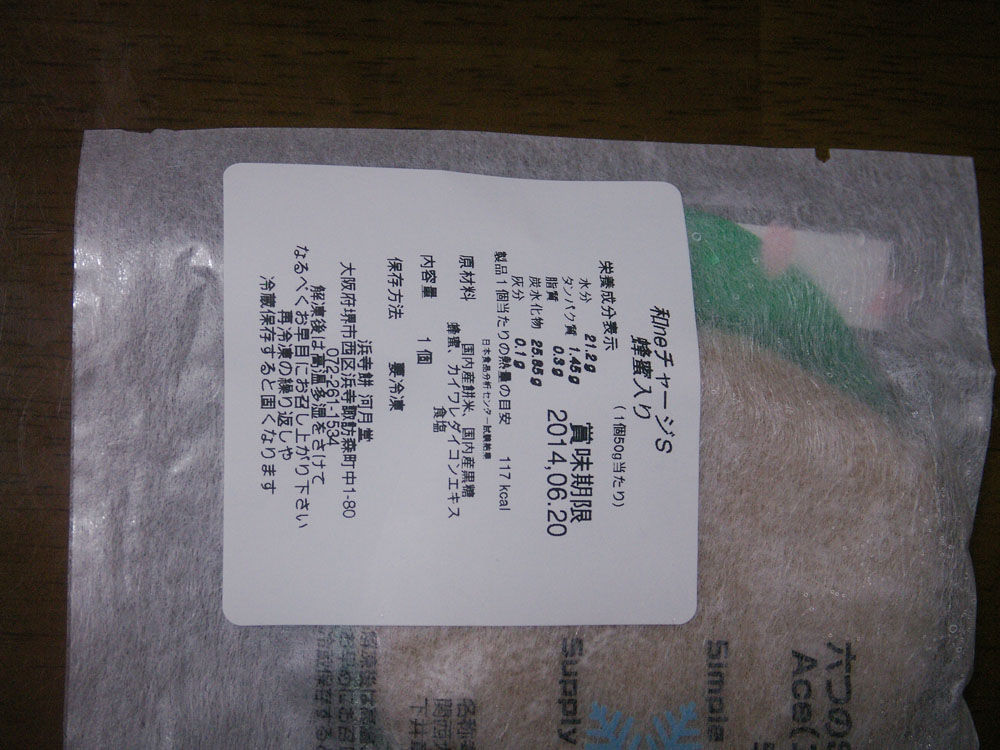 和neチャージS
蜂蜜入り
(1個50g当たり)
栄養成分表示
水分 21.2g
タンパク質 1.45g
脂質 0.3g
炭水化物 25.85g
灰分 0.1g
賞味期限
2014,06.20
製品1個当たりの熱量の目安 117 kcal
日本食品分析センター試験結果
原材料 国内産餅米、国内産黒糖
蜂蜜、カイワレダイコンエキス
食塩
内容量 1個
保存方法 要冷凍
浜寺餅 河月堂
大阪府堺市西区浜寺諏訪森町中1-80
072-261-1534
解凍後は高温多湿をさけて
なるべくお早目にお召し上がり下さい
再冷凍の繰り返しや
冷蔵保存すると固くなります
六つの
Ace(
Simple
Supply